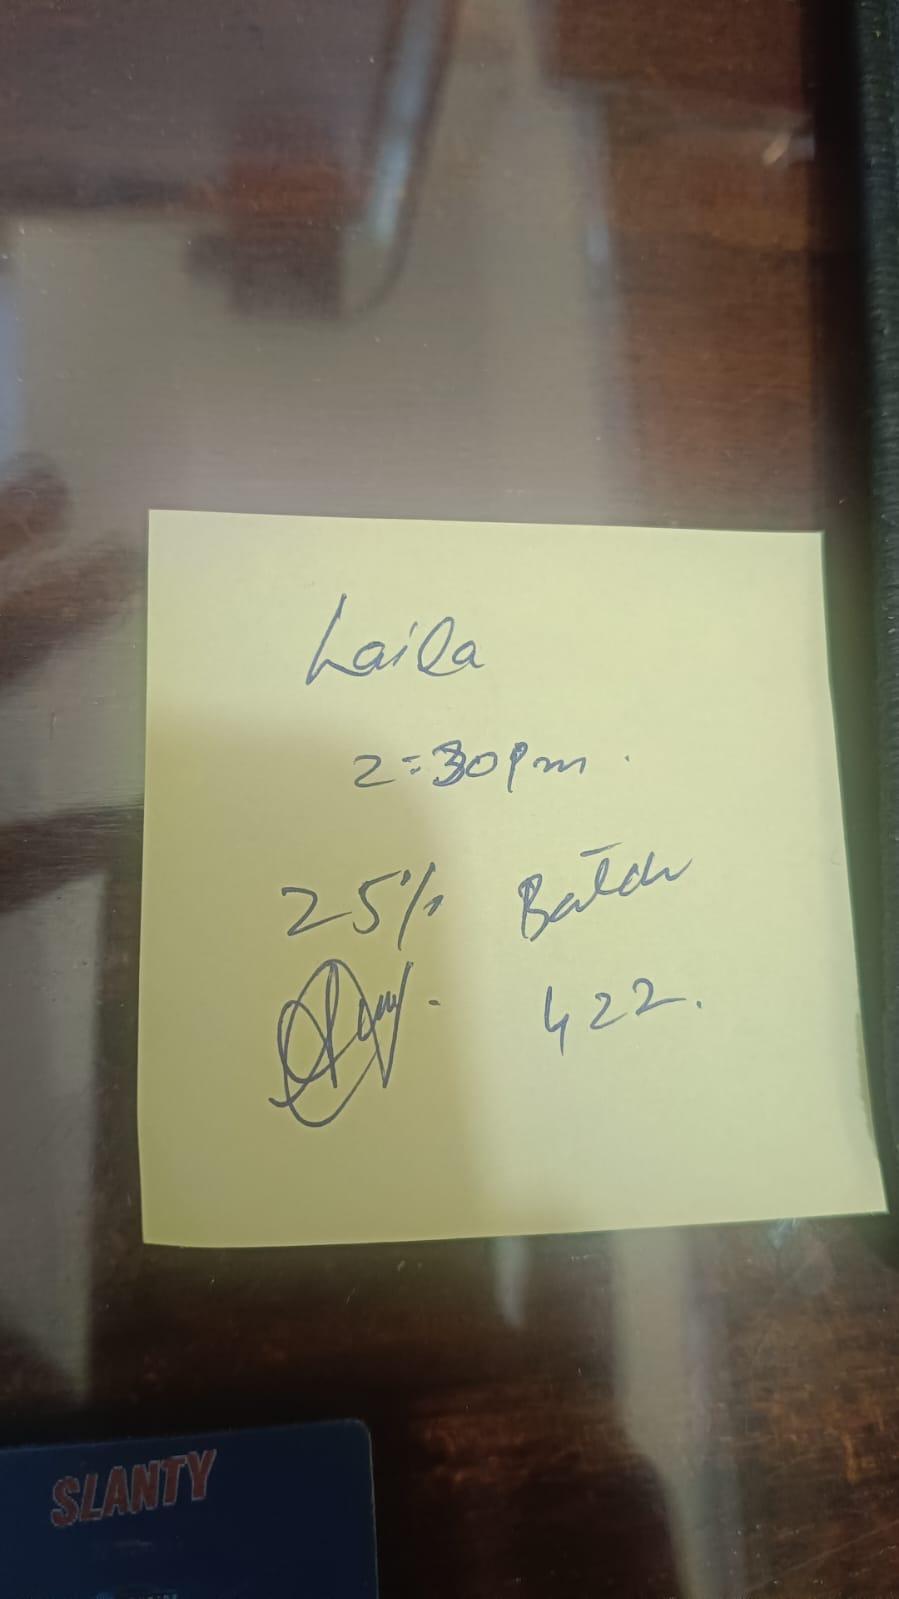 Laila
2=30pm.
25% Batch
422.
SLANTY